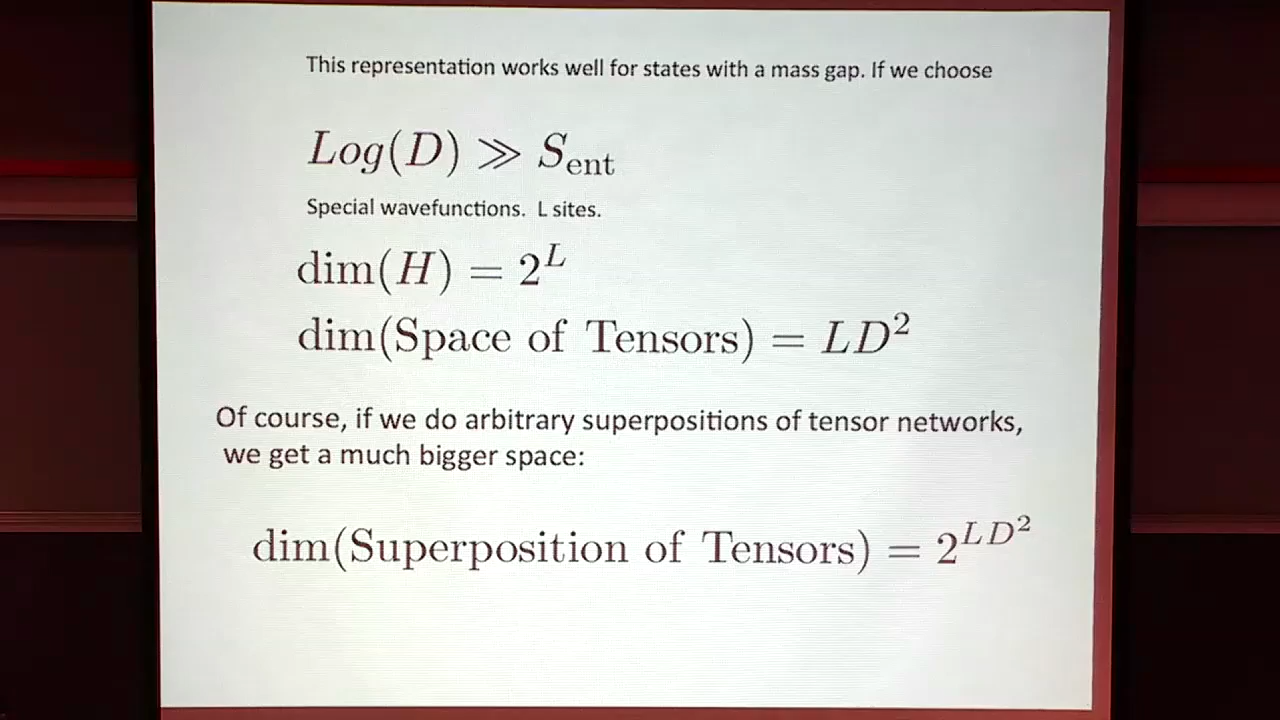 This representation works well for states with a mass gap. If we choose
Log(D) ≫ S_ent
Special wavefunctions. L sites.
dim(H) = 2^L
dim(Space of Tensors) = LD^2
Of course, if we do arbitrary superpositions of tensor networks,
we get a much bigger space:
dim(Superposition of Tensors) = 2^{LD^2}